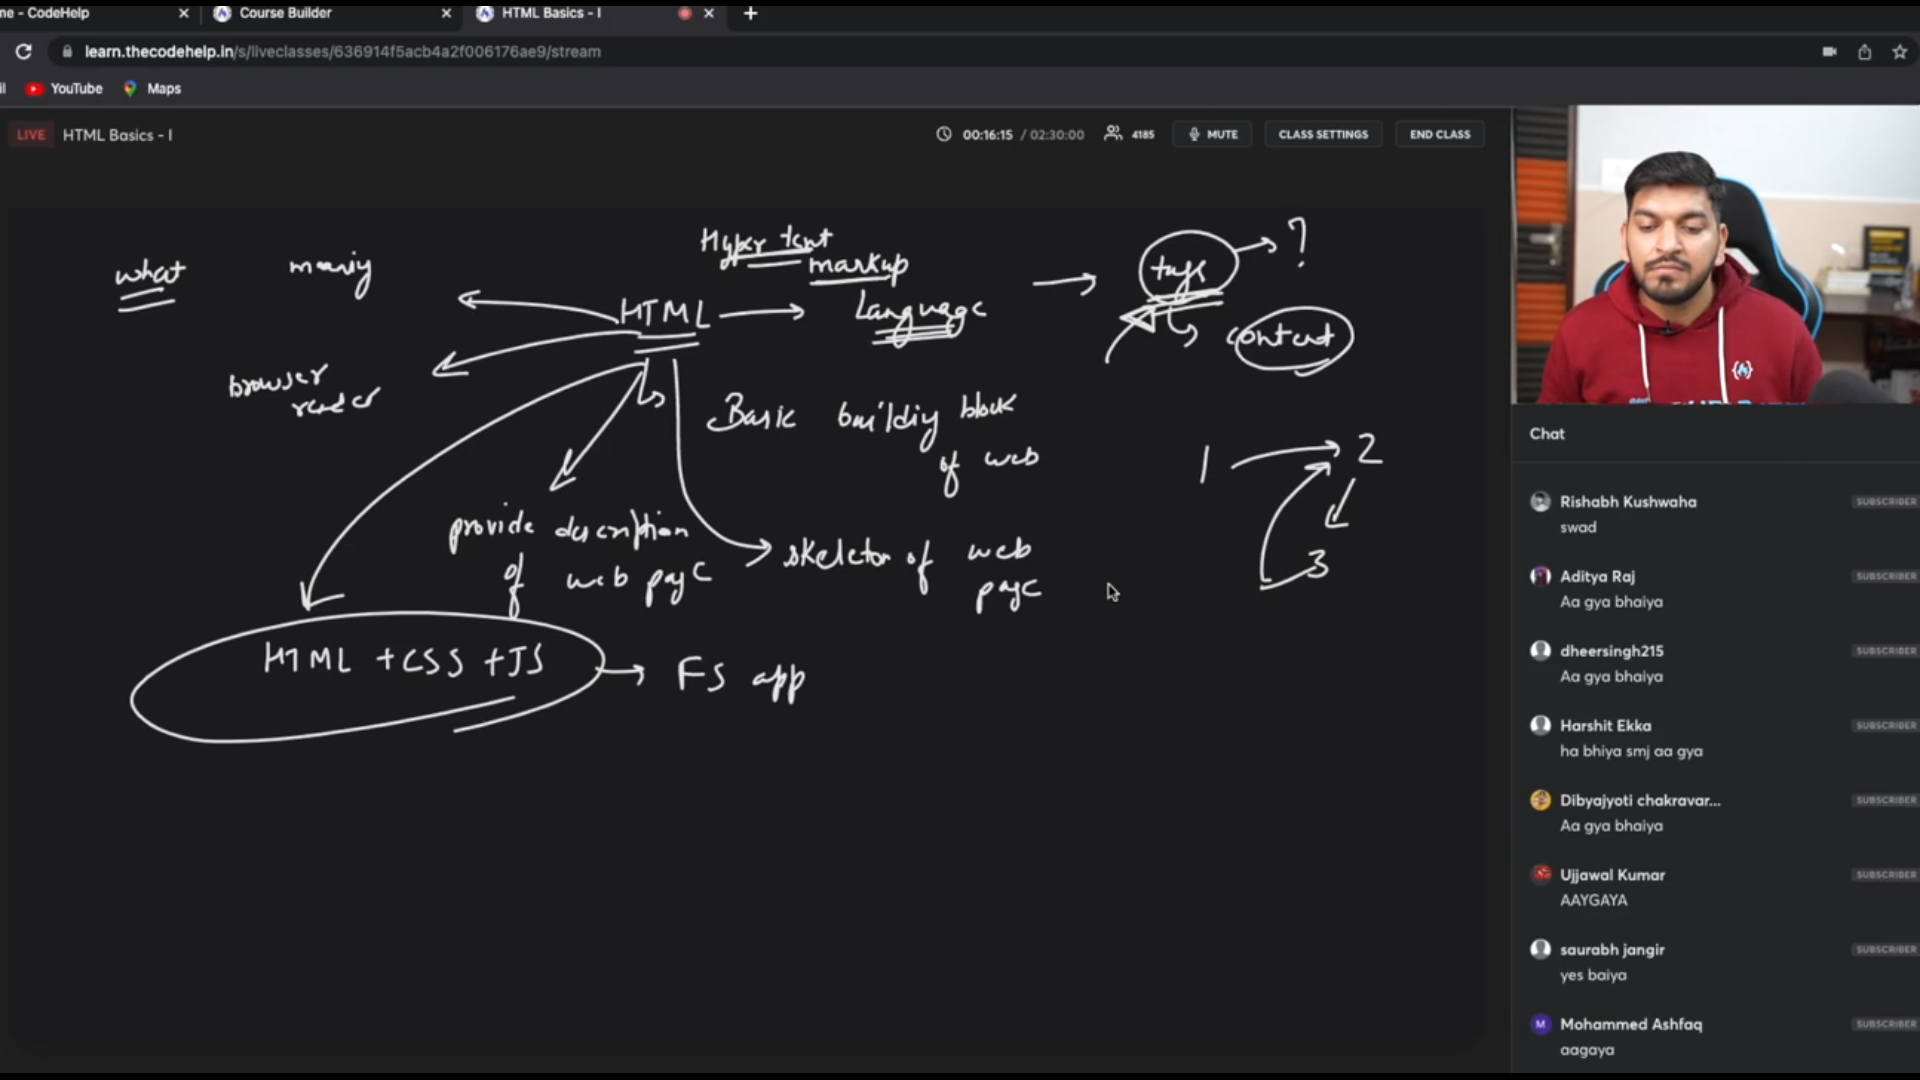 me - CodeHelp
Course Builder
HTML Basics - I
learn.thecodehelp.in/s/liveclasses/636914f5acb4a2f006176ae9/stream
YouTube
Maps
LIVE
HTML Basics - I
00:16:15 / 02:30:00
4185
MUTE
CLASS SETTINGS
END CLASS
what
Hyper text
markup
HTML
Language
tags
?
content
browser
render
Basic building block
of web
provide description
of web page
skeleton of web
page
1
2
3
HTML + CSS + JS
FS app
Chat
Rishabh Kushwaha
SUBSCRIBER
swad
Aditya Raj
SUBSCRIBER
Aa gya bhaiya
dheersingh215
SUBSCRIBER
Aa gya bhaiya
Harshit Ekka
SUBSCRIBER
ha bhiya smj aa gya
Dibyajyoti chakravar...
SUBSCRIBER
Aa gya bhaiya
Ujjawal Kumar
SUBSCRIBER
AAYGAYA
saurabh jangir
SUBSCRIBER
yes baiya
M
Mohammed Ashfaq
SUBSCRIBER
aagaya